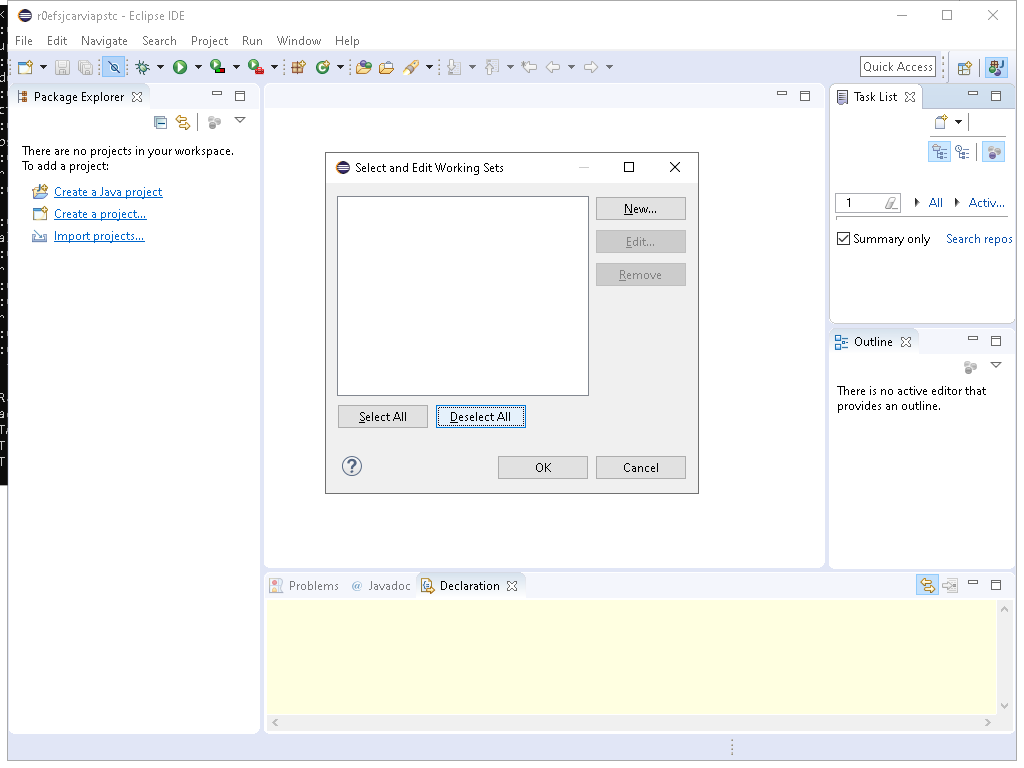 r0efsjcarviapstc - Eclipse IDE
File Edit Navigate Search Project Run Window Help
Quick Access
Package Explorer
Task List
There are no projects in your workspace.
To add a project:
Create a Java project
Create a project...
Import projects...
Select and Edit Working Sets
New...
Edit...
Remove
Select All Deselect All
OK Cancel
1 All Activ...
Summary only Search repos
Outline
There is no active editor that
provides an outline.
Problems @ Javadoc Declaration